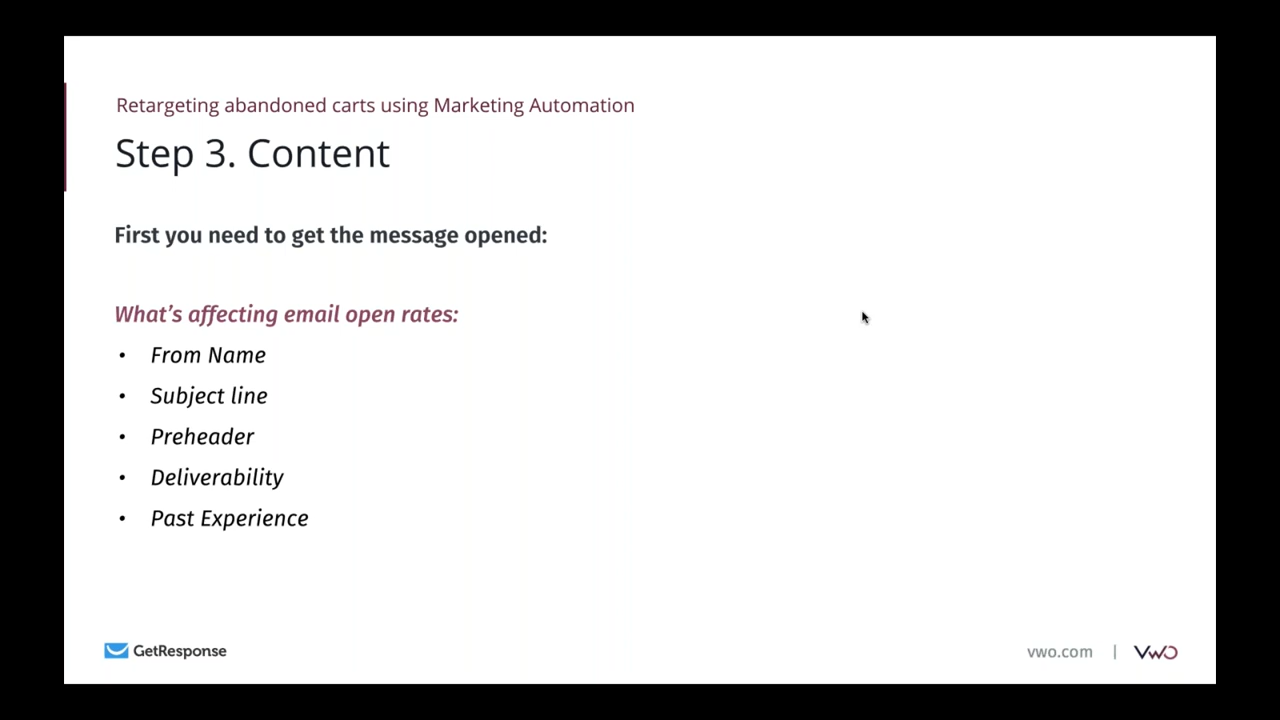 Retargeting abandoned carts using Marketing Automation
Step 3. Content
First you need to get the message opened:
What's affecting email open rates:
• From Name
• Subject line
• Preheader
• Deliverability
• Past Experience
GetResponse
vwo.com | VWO